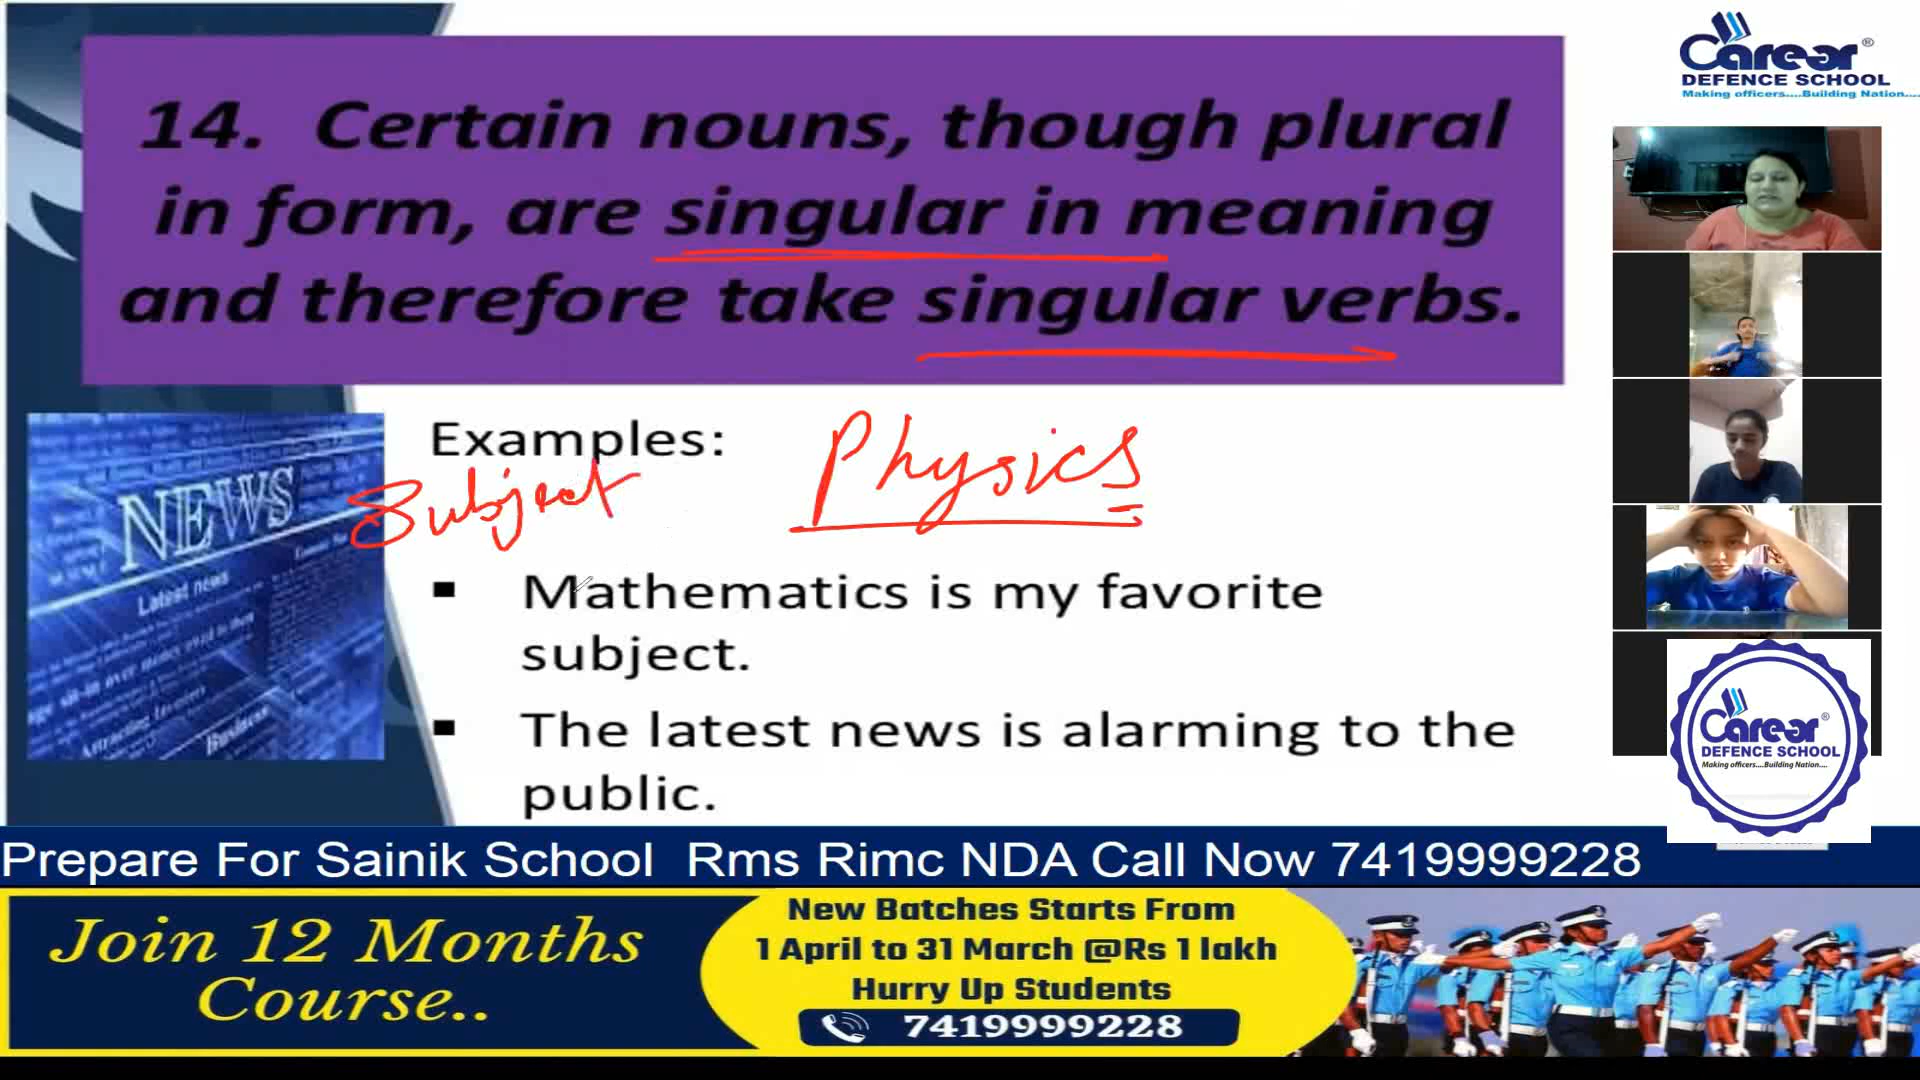 Carear®
DEFENCE SCHOOL
Making officers....Building Nation....
14. Certain nouns, though plural
in form, are singular in meaning
and therefore take singular verbs.
NEWS
Latest news
Business
Examples:
Physics
Subject
▪ Mathematics is my favorite
subject.
▪ The latest news is alarming to the
public.
Carear®
DEFENCE SCHOOL
Making officers....Building Nation....
Prepare For Sainik School Rms Rimc NDA Call Now 7419999228
Join 12 Months
Course..
New Batches Starts From
1 April to 31 March @Rs 1 lakh
Hurry Up Students
7419999228